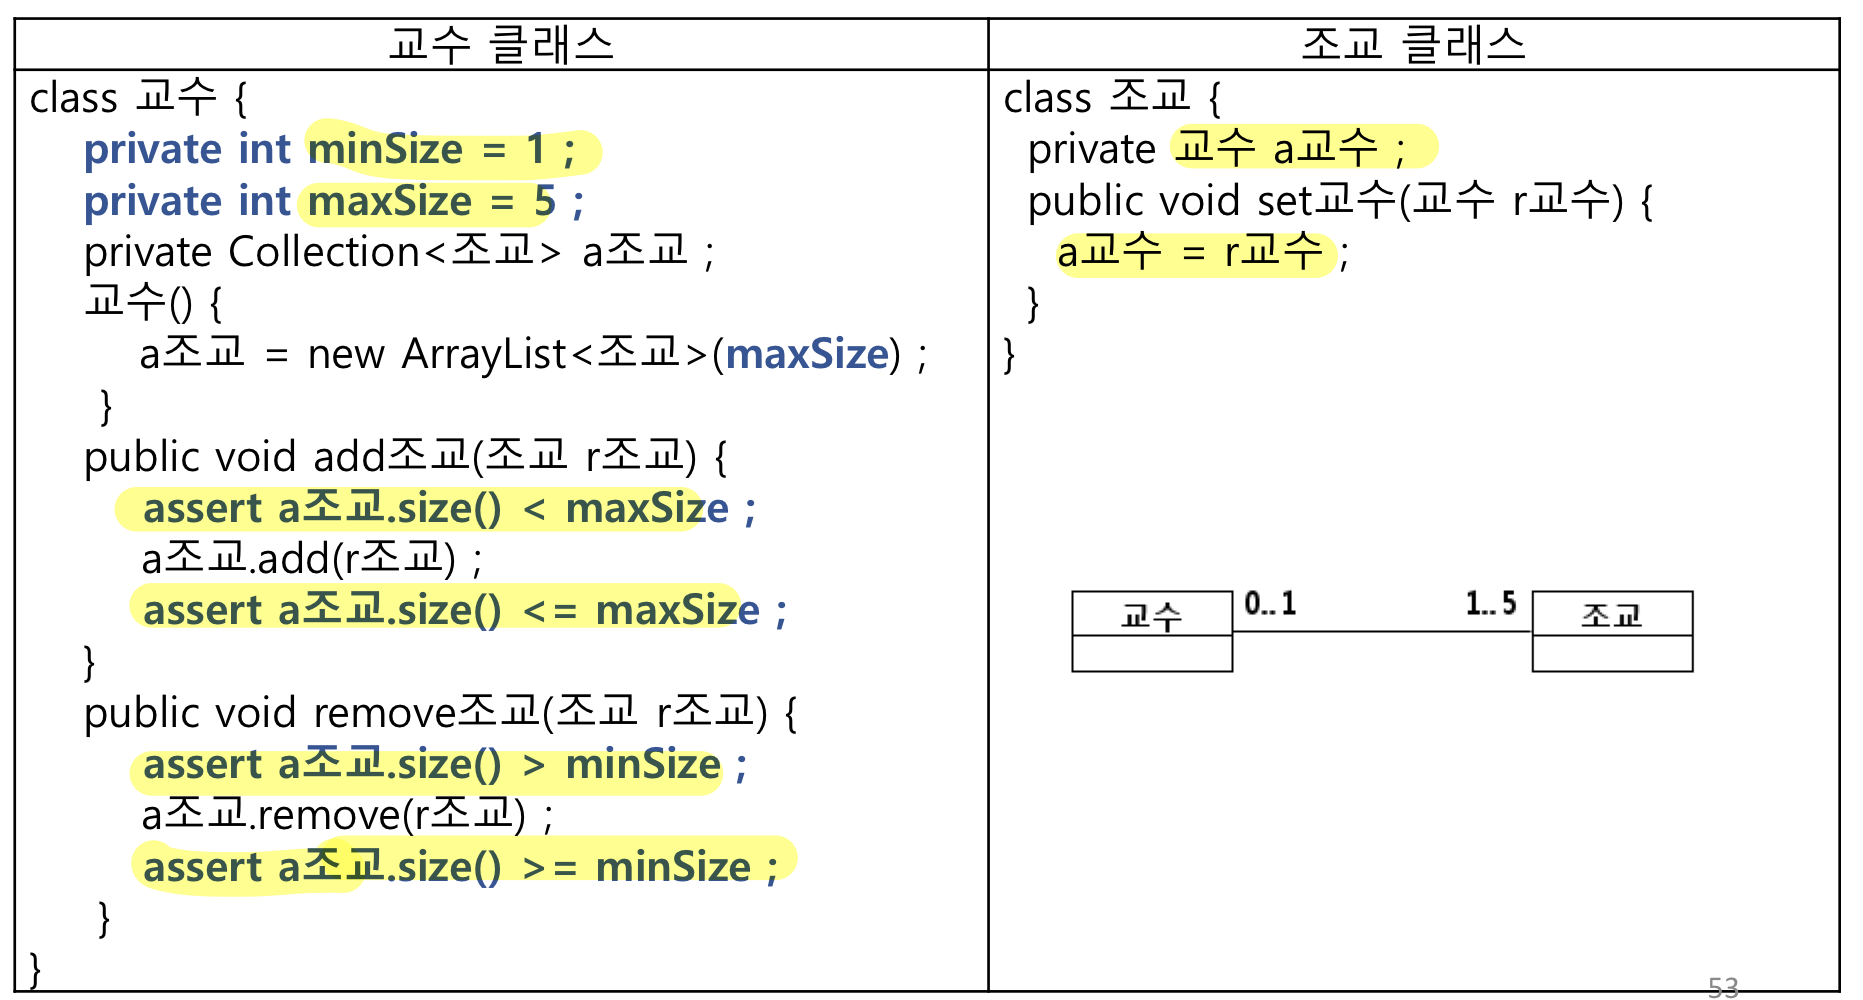 교수 클래스
class 교수 {
private int minSize = 1 ;
private int maxSize = 5 ;
private Collection<조교> a조교 ;
교수() {
a조교 = new ArrayList<조교>(maxSize) ;
}
public void add조교(조교 r조교) {
assert a조교.size() < maxSize ;
a조교.add(r조교) ;
assert a조교.size() <= maxSize ;
}
public void remove조교(조교 r조교) {
assert a조교.size() > minSize ;
a조교.remove(r조교) ;
assert a조교.size() >= minSize ;
}
}
조교 클래스
class 조교 {
private 교수 a교수 ;
public void set교수(교수 r교수) {
a교수 = r교수 ;
}
}
교수 0..1 1..5 조교
53